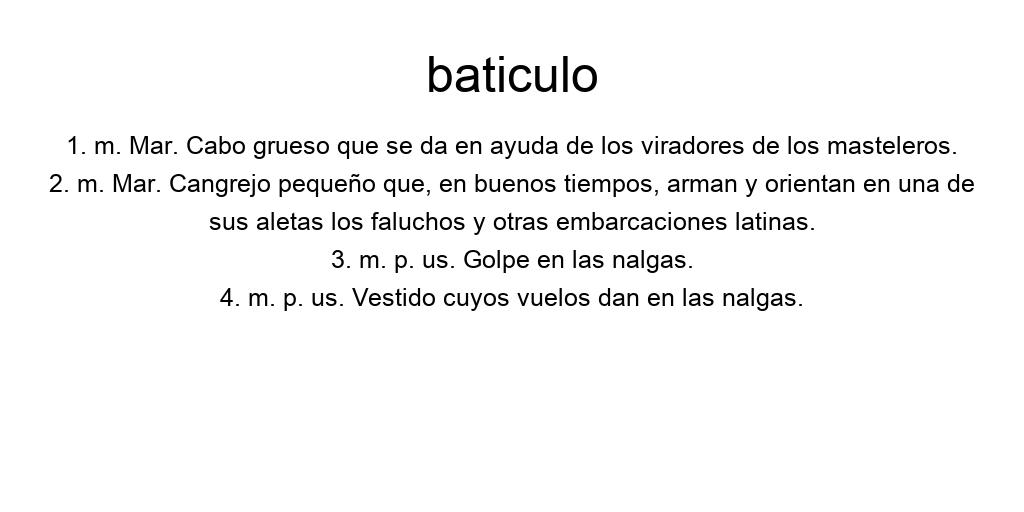 baticulo
1. m. Mar. Cabo grueso que se da en ayuda de los viradores de los masteleros.
2. m. Mar. Cangrejo pequeño que, en buenos tiempos, arman y orientan en una de
sus aletas los faluchos y otras embarcaciones latinas.
3. m. p. us. Golpe en las nalgas.
4. m. p. us. Vestido cuyos vuelos dan en las nalgas.